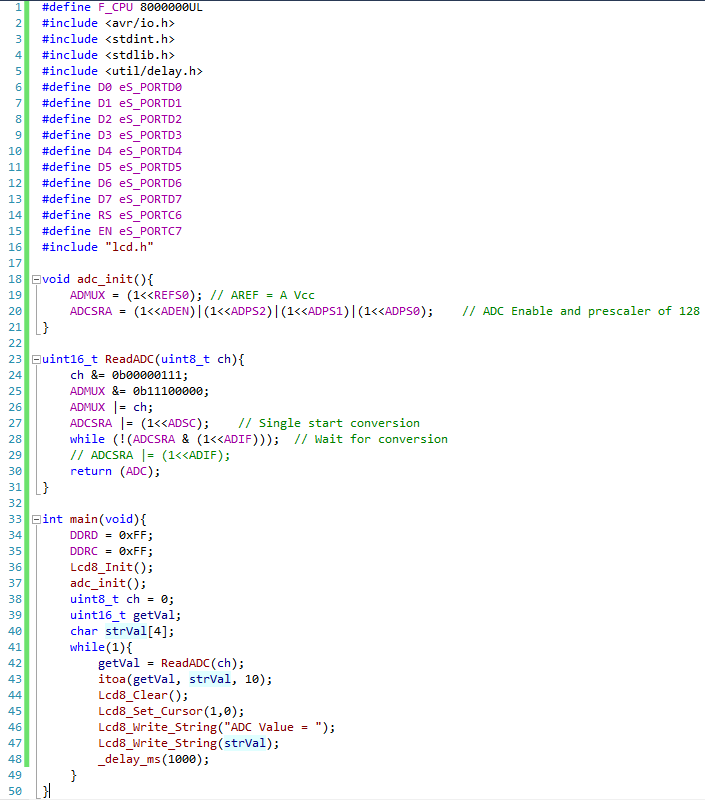 1 #define F_CPU 8000000UL
2 #include <avr/io.h>
3 #include <stdint.h>
4 #include <stdlib.h>
5 #include <util/delay.h>
6 #define D0 eS_PORTD0
7 #define D1 eS_PORTD1
8 #define D2 eS_PORTD2
9 #define D3 eS_PORTD3
10 #define D4 eS_PORTD4
11 #define D5 eS_PORTD5
12 #define D6 eS_PORTD6
13 #define D7 eS_PORTD7
14 #define RS eS_PORTC6
15 #define EN eS_PORTC7
16 #include "lcd.h"
17
18 void adc_init(){
19     ADMUX = (1<<REFS0); // AREF = A Vcc
20     ADCSRA = (1<<ADEN)|(1<<ADPS2)|(1<<ADPS1)|(1<<ADPS0);    // ADC Enable and prescaler of 128
21 }
22
23 uint16_t ReadADC(uint8_t ch){
24     ch &= 0b00000111;
25     ADMUX &= 0b11100000;
26     ADMUX |= ch;
27     ADCSRA |= (1<<ADSC);    // Single start conversion
28     while (!(ADCSRA & (1<<ADIF)));  // Wait for conversion
29     // ADCSRA |= (1<<ADIF);
30     return (ADC);
31 }
32
33 int main(void){
34     DDRD = 0xFF;
35     DDRC = 0xFF;
36     Lcd8_Init();
37     adc_init();
38     uint8_t ch = 0;
39     uint16_t getVal;
40     char strVal[4];
41     while(1){
42         getVal = ReadADC(ch);
43         itoa(getVal, strVal, 10);
44         Lcd8_Clear();
45         Lcd8_Set_Cursor(1,0);
46         Lcd8_Write_String("ADC Value = ");
47         Lcd8_Write_String(strVal);
48         _delay_ms(1000);
49     }
50 }